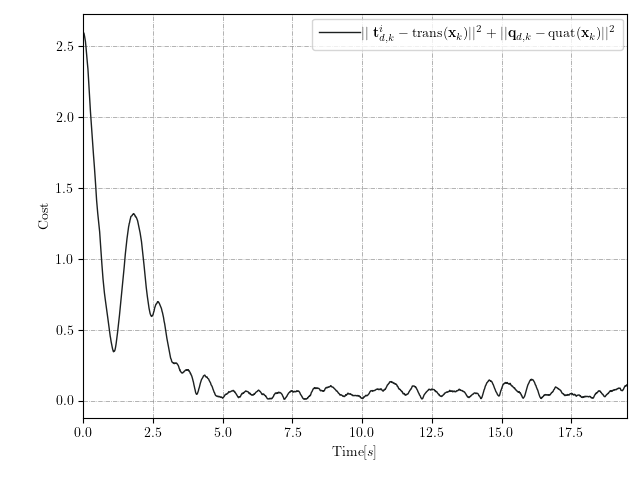 || t^i_{d,k} − trans(x_k)||^2 + ||q_{d,k} − quat(x_k)||^2
2.5
2.0
1.5
1.0
0.5
0.0
Cost
0.0 2.5 5.0 7.5 10.0 12.5 15.0 17.5
Time[s]